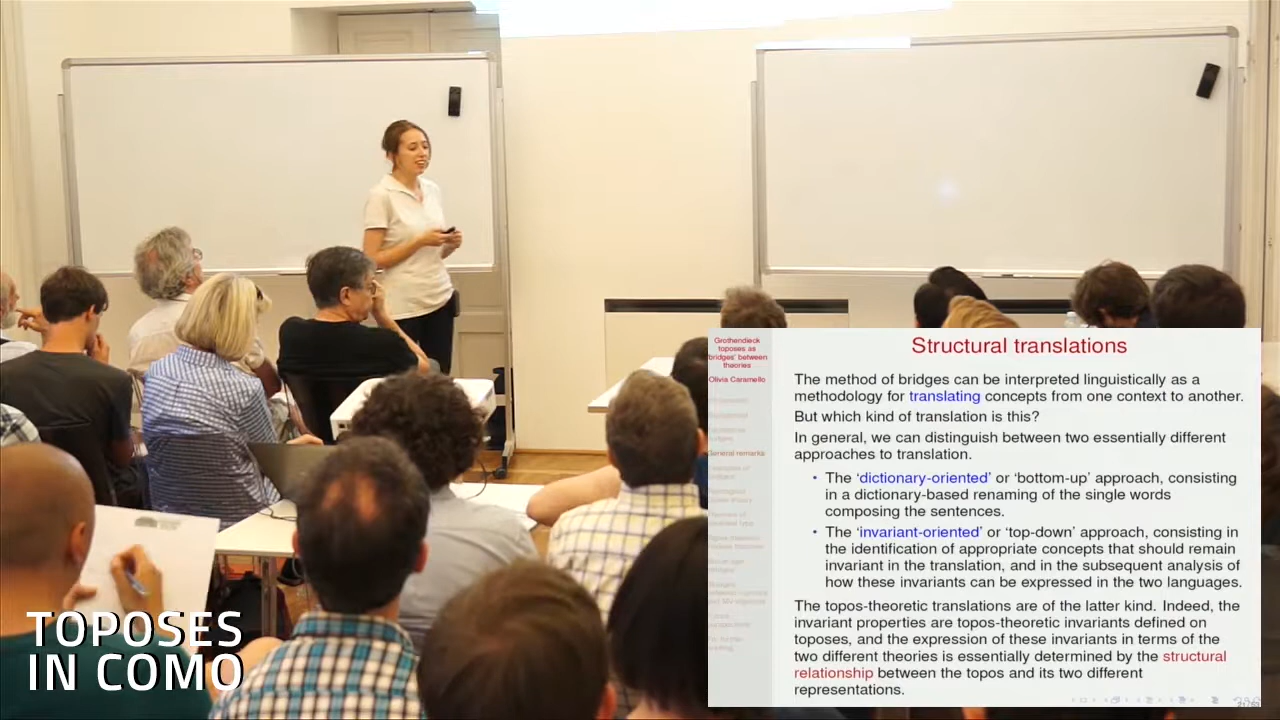 TOPOSES
IN COMO
Grothendieck
toposes as
'bridges' between
theories
Olivia Caramello
General remarks
Structural translations
The method of bridges can be interpreted linguistically as a
methodology for translating concepts from one context to another.
But which kind of translation is this?
In general, we can distinguish between two essentially different
approaches to translation.
• The ‘dictionary-oriented’ or ‘bottom-up’ approach, consisting
in a dictionary-based renaming of the single words
composing the sentences.
• The ‘invariant-oriented’ or ‘top-down’ approach, consisting in
the identification of appropriate concepts that should remain
invariant in the translation, and in the subsequent analysis of
how these invariants can be expressed in the two languages.
The topos-theoretic translations are of the latter kind. Indeed, the
invariant properties are topos-theoretic invariants defined on
toposes, and the expression of these invariants in terms of the
two different theories is essentially determined by the structural
relationship between the topos and its two different
representations.